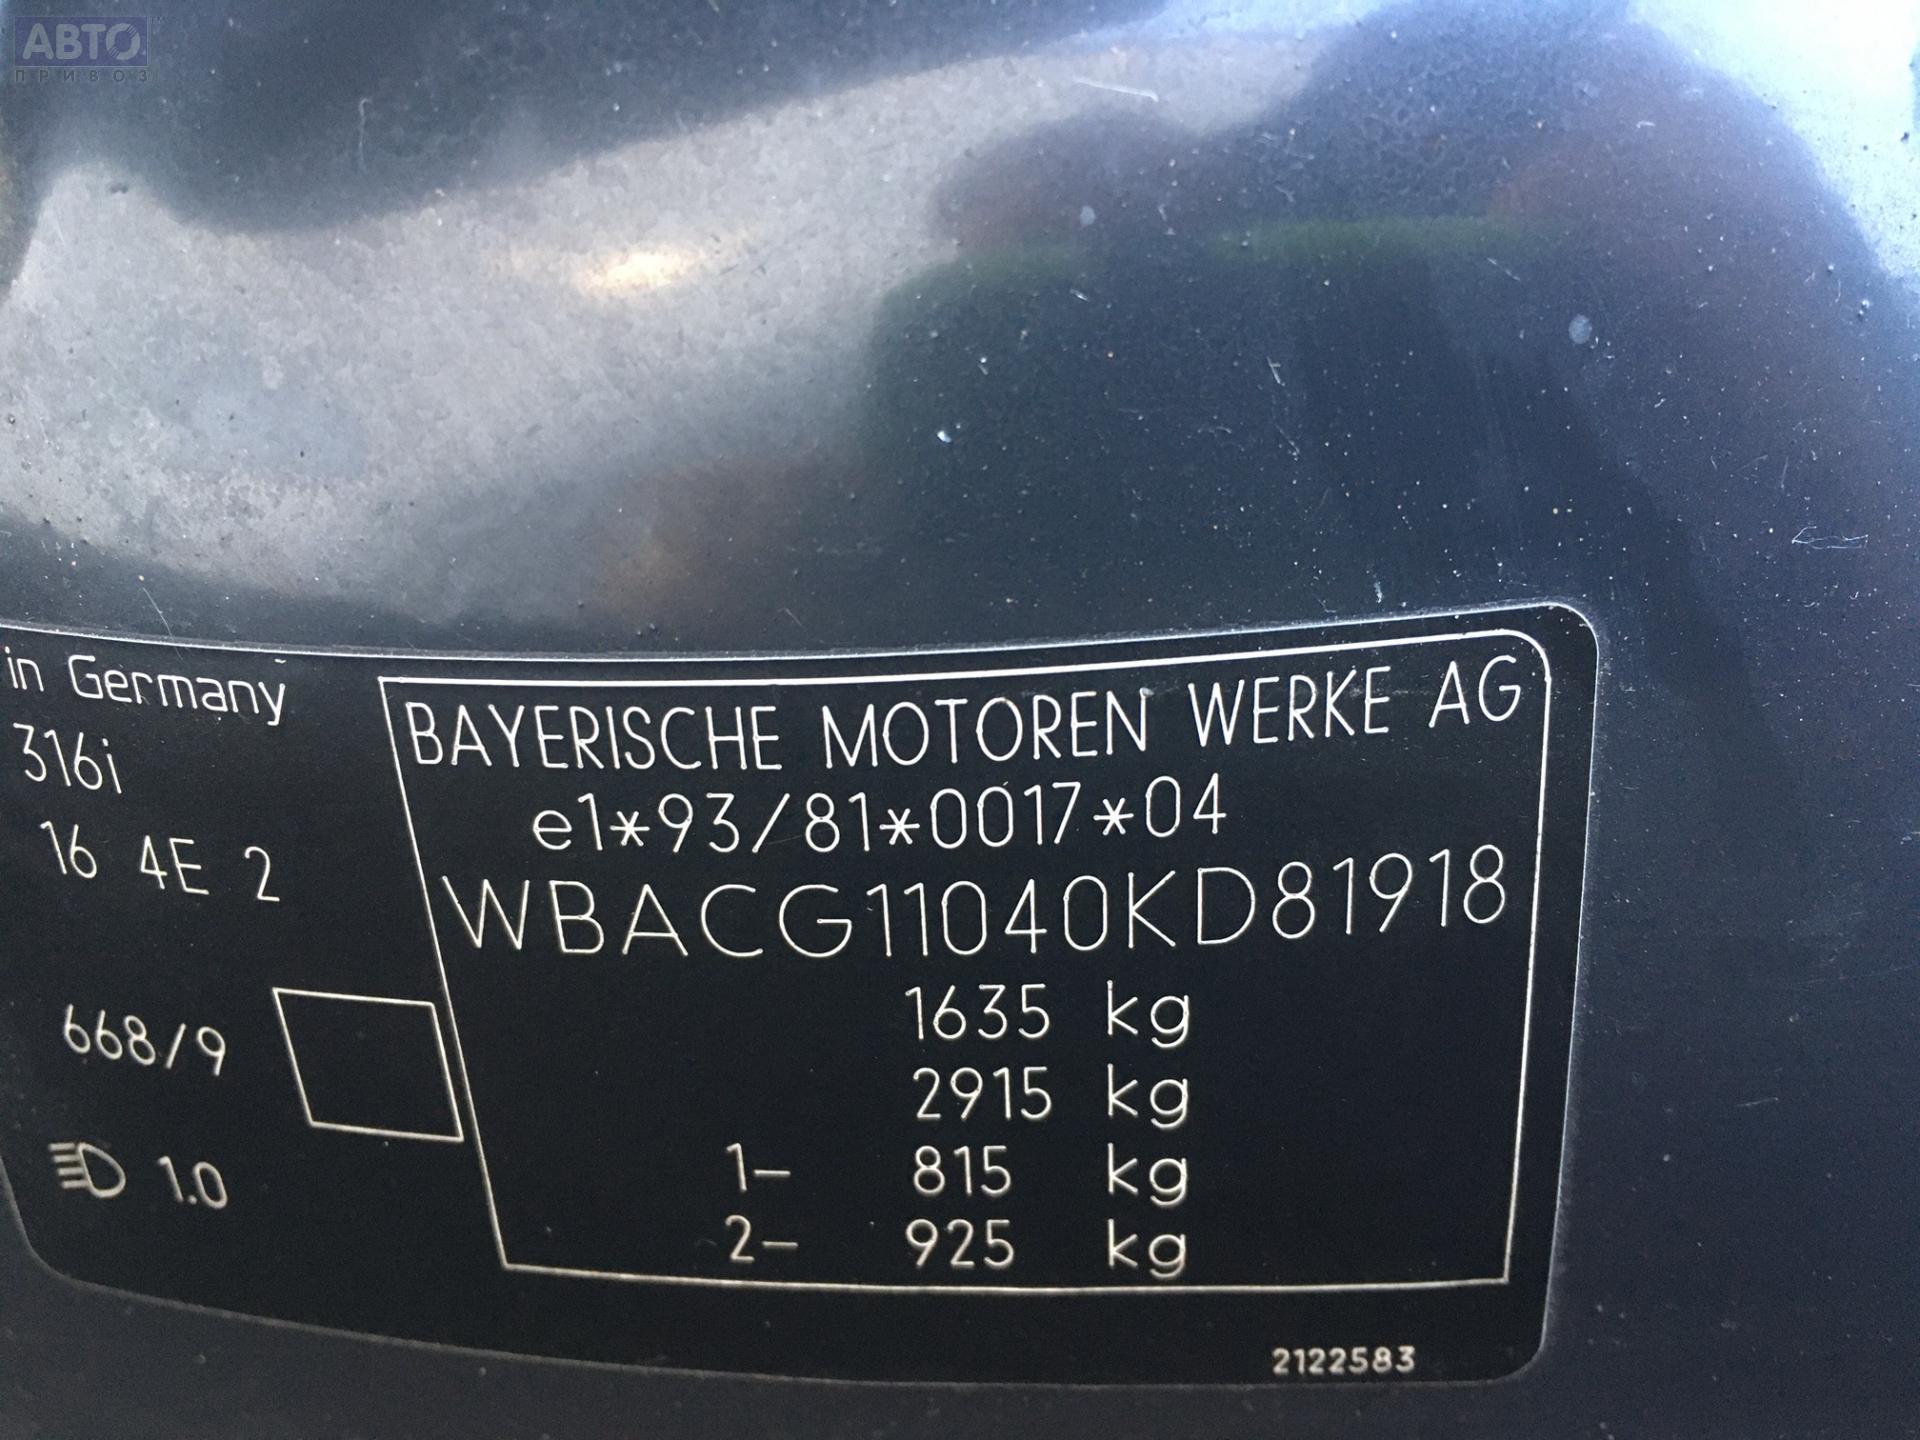 АВТО
ПРИВОЗ
in Germany
316i
16 4E 2
668/9
1.0
BAYERISCHE MOTOREN WERKE AG
e1*93/81*0017*04
WBACG11040KD81918
1635 kg
2915 kg
1- 815 kg
2- 925 kg
2122583